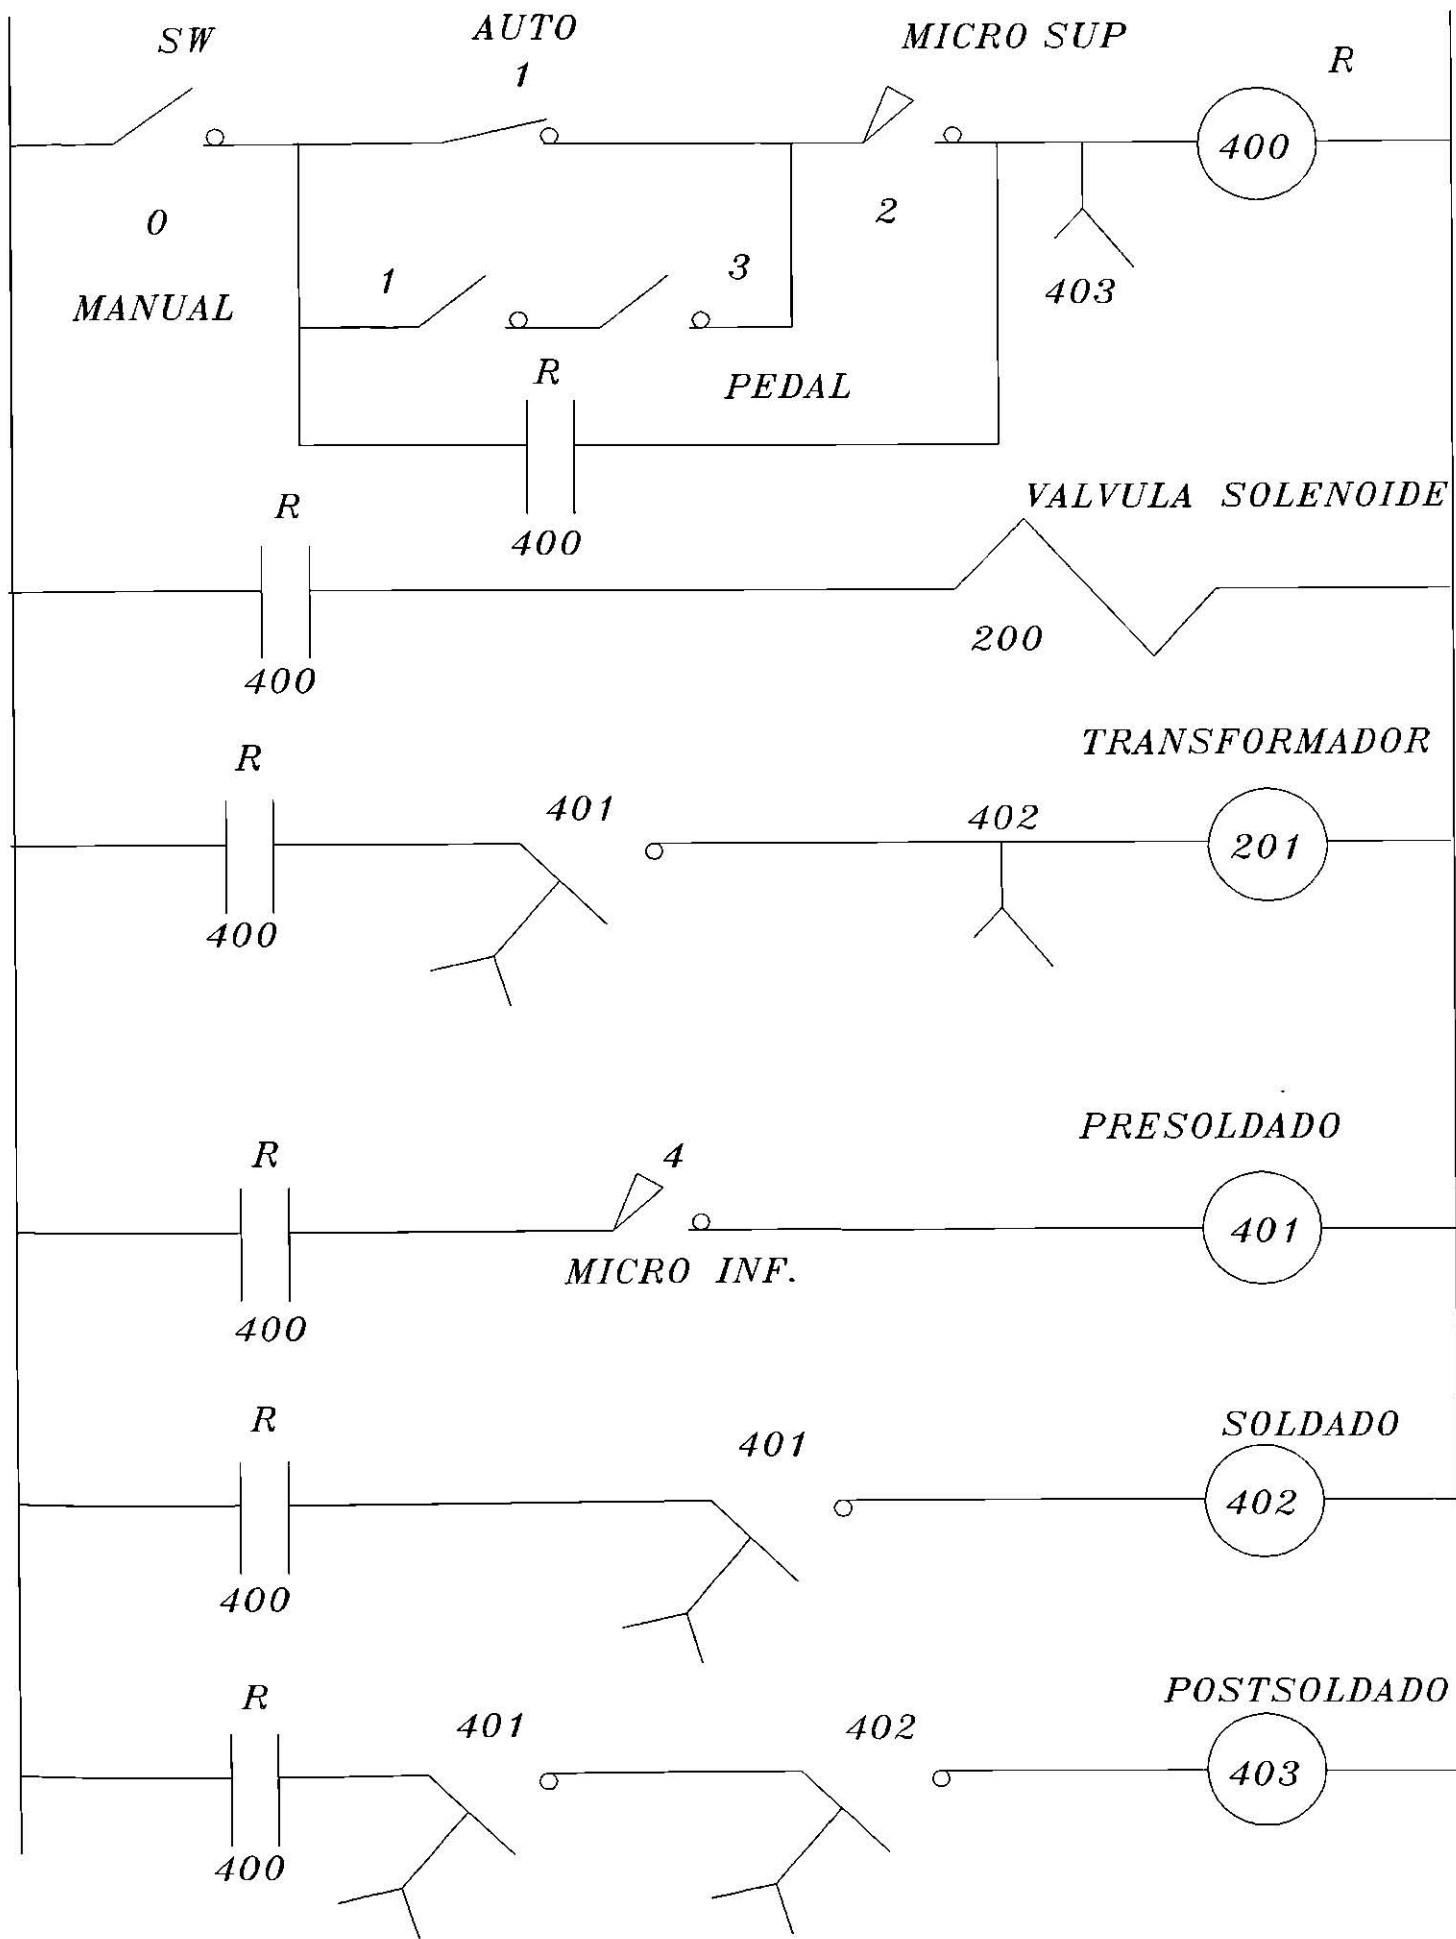 SW
AUTO
1
MICRO SUP
R
400
0
2
1
3
403
MANUAL
R
PEDAL
400
R
VALVULA SOLENOIDE
200
400
R
TRANSFORMADOR
401
402
201
400
PRESOLDADO
R
4
401
MICRO INF.
400
R
SOLDADO
401
402
400
R
POSTSOLDADO
401
402
403
400